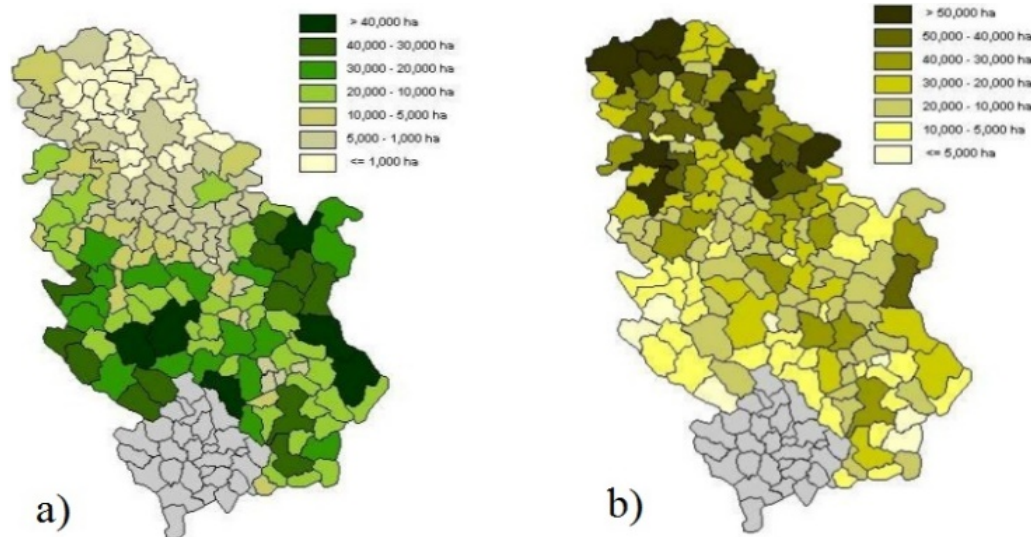 > 40,000 ha
40,000 - 30,000 ha
30,000 - 20,000 ha
20,000 - 10,000 ha
10,000 - 5,000 ha
5,000 - 1,000 ha
<= 1,000 ha
a)
> 50,000 ha
50,000 - 40,000 ha
40,000 - 30,000 ha
30,000 - 20,000 ha
20,000 - 10,000 ha
10,000 - 5,000 ha
<= 5,000 ha
b)